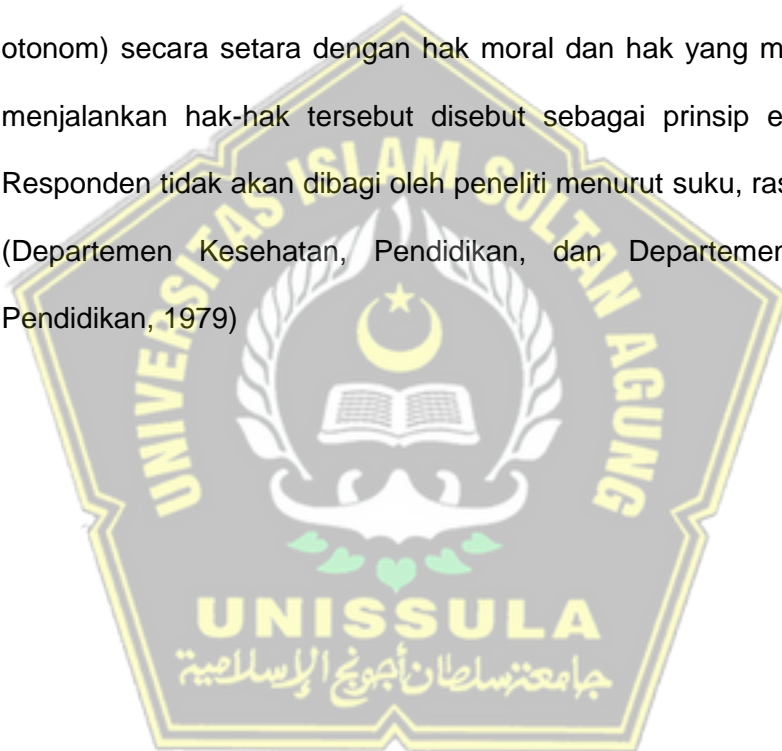 otonom) secara setara dengan hak moral dan hak yang m
menjalankan hak-hak tersebut disebut sebagai prinsip e
Responden tidak akan dibagi oleh peneliti menurut suku, ras
(Departemen Kesehatan, Pendidikan, dan Departemen
Pendidikan, 1979)
UNIVERSITAS ISLAM SULTAN AGUNG
UNISSULA
جامعة سلطان أجونج الإسلامية